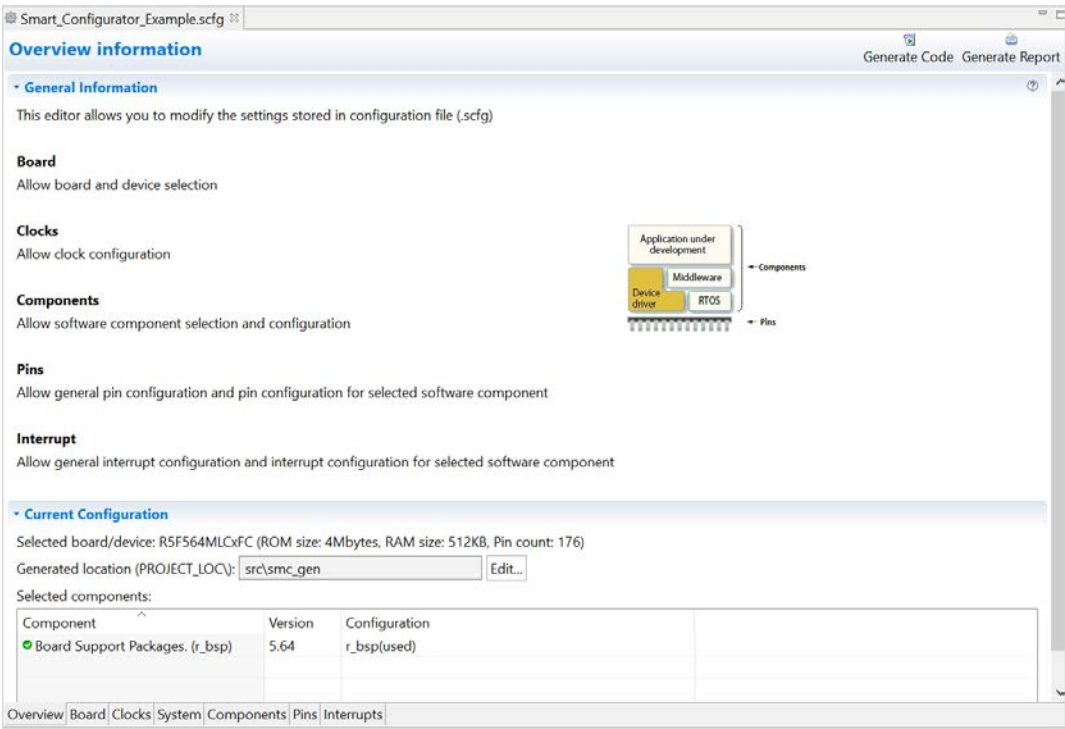 Smart_Configurator_Example.scfg
Overview information
Generate Code Generate Report
General Information
This editor allows you to modify the settings stored in configuration file (.scfg)
Board
Allow board and device selection
Clocks
Allow clock configuration
Application under
development
Components
Middleware
Device
driver
RTOS
Pins
Components
Allow software component selection and configuration
Pins
Allow general pin configuration and pin configuration for selected software component
Interrupt
Allow general interrupt configuration and interrupt configuration for selected software component
Current Configuration
Selected board/device: R5F564MLCxFC (ROM size: 4Mbytes, RAM size: 512KB, Pin count: 176)
Generated location (PROJECT_LOC\): src\smc_gen Edit...
Selected components:
Component Version Configuration
Board Support Packages. (r_bsp) 5.64 r_bsp(used)
Overview Board Clocks System Components Pins Interrupts